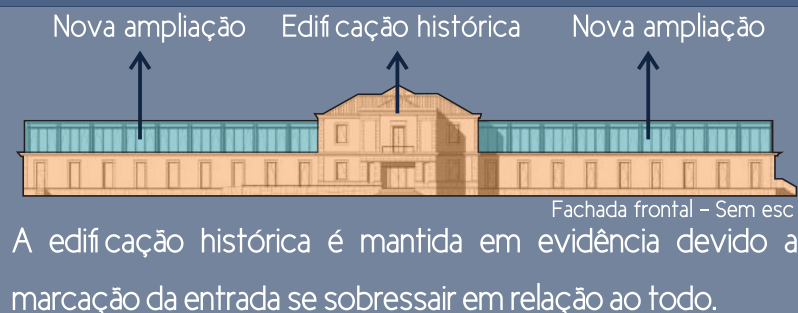 Nova ampliação Edificação histórica Nova ampliação
Fachada frontal - Sem esc
A edificação histórica é mantida em evidência devido a
marcação da entrada se sobressair em relação ao todo.